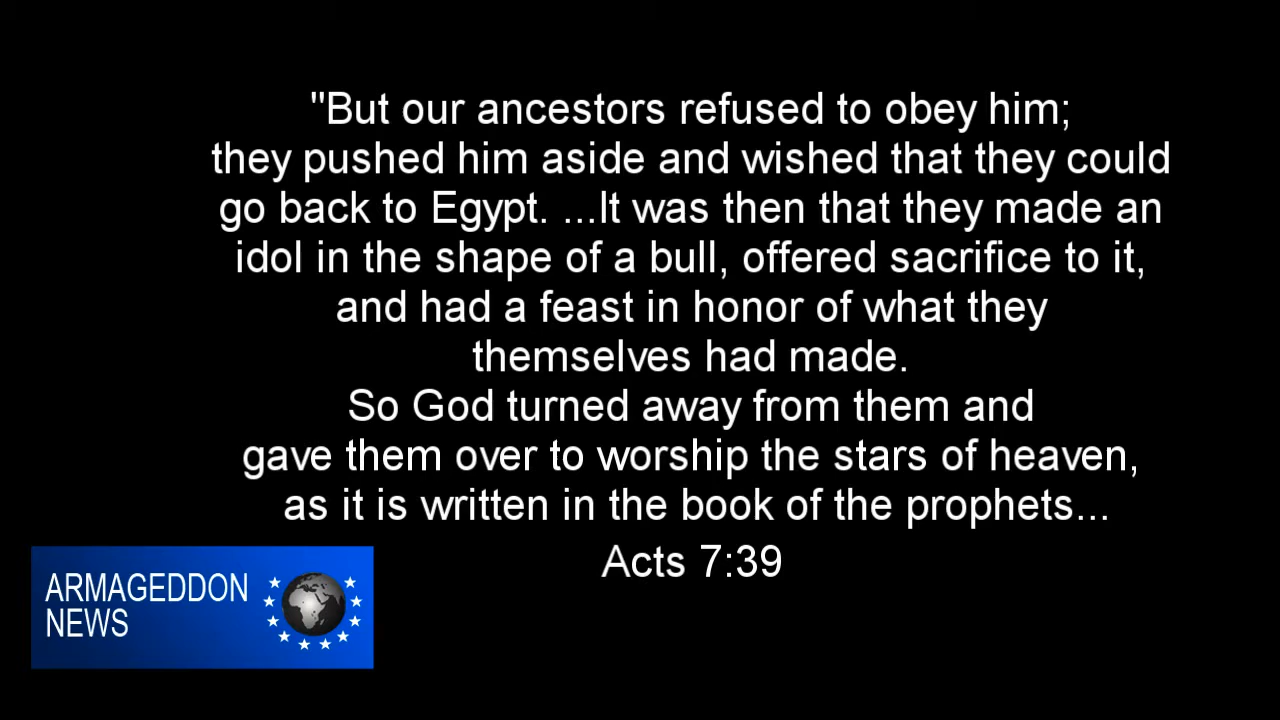 "But our ancestors refused to obey him;
they pushed him aside and wished that they could
go back to Egypt. ...It was then that they made an
idol in the shape of a bull, offered sacrifice to it,
and had a feast in honor of what they
themselves had made.
So God turned away from them and
gave them over to worship the stars of heaven,
as it is written in the book of the prophets...
Acts 7:39
ARMAGEDDON
NEWS